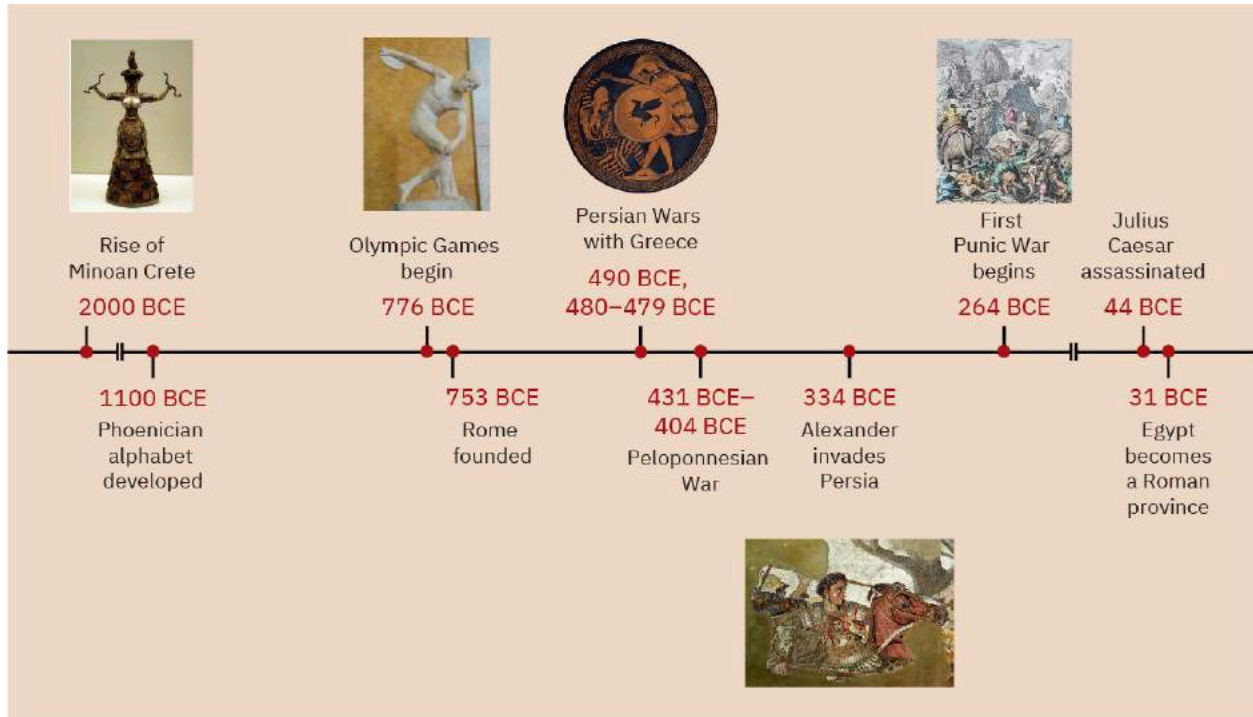 Rise of
Minoan Crete
2000 BCE
Olympic Games
begin
776 BCE
Persian Wars
with Greece
490 BCE,
480–479 BCE
First
Punic War
begins
264 BCE
Julius
Caesar
assassinated
44 BCE
1100 BCE
Phoenician
alphabet
developed
753 BCE
Rome
founded
431 BCE–
404 BCE
Peloponnesian
War
334 BCE
Alexander
invades
Persia
31 BCE
Egypt
becomes
a Roman
province